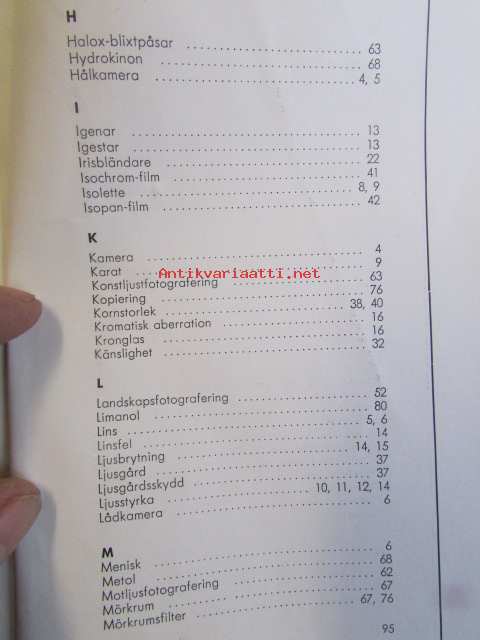 H
Halox-blixtpåsar 63
Hydrokinon 68
Hålkamera 4, 5
I
Igenar 13
Igestar 13
Irisbländare 22
Isochrom-film 41
Isolette 8, 9
Isopan-film 42
K
Kamera 4
Karat 9
Antikvariaatti.net
Konstljustfotografering 63
Kopiering 76
Kornstorlek 38, 40
Kromatisk aberration 16
Kronglas 16
Känslighet 32
L
Landskapsfotografering 52
Limanol 80
Lins 5, 6
Linsfel 14
Ljusbrytning 14, 15
Ljusgård 37
Ljusgårdsskydd 37
Ljusstyrka 10, 11, 12, 14
Lådkamera 6
M
Menisk 6
Metol 68
Motljusfotografering 62
Mörkrum 67
Mörkrumsfilter 67, 76
95